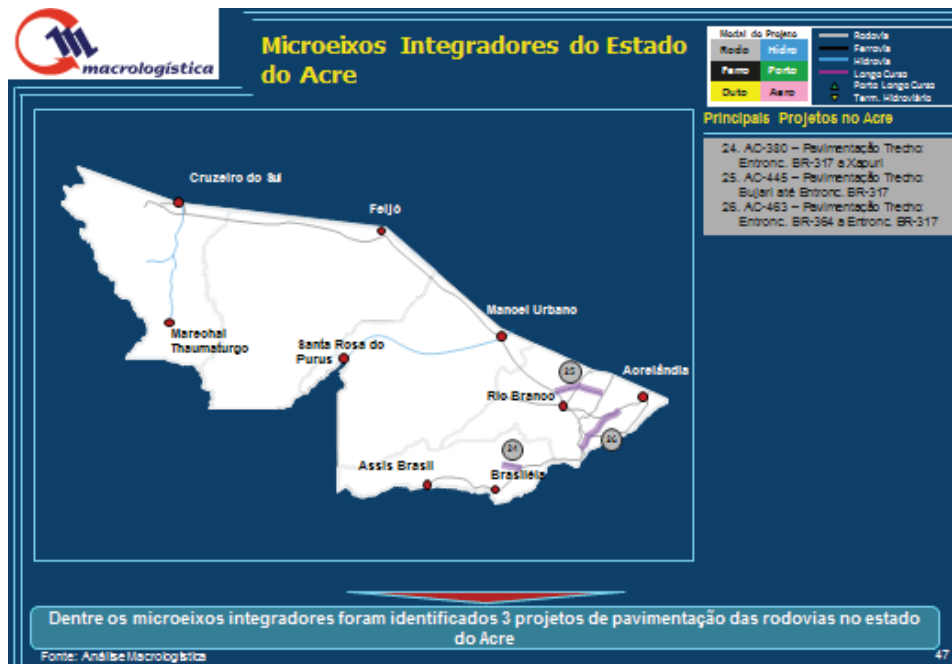 macrologística
Microeixos Integradores do Estado
do Acre
Modal do Projeto
Rodo Hidro
Ferro Porto
Duto Aero
Rodovia
Ferrovia
Hidrovia
Longo Curso
Porto Longo Curso
Term. Hidroviário
Principais Projetos no Acre
24. AC-380 – Pavimentação Trecho:
Entronc. BR-317 a Xapuri
25. AC-445 – Pavimentação Trecho:
Bujari até Entronc. BR-317
26. AC-463 – Pavimentação Trecho:
Entronc. BR-364 a Entronc. BR-317
Cruzeiro do Sul
Feijó
Manoel Urbano
Marechal
Thaumaturgo
Santa Rosa do
Purus
25
Acrelândia
Rio Branco
24
26
Assis Brasil
Brasiléia
Dentre os microeixos integradores foram identificados 3 projetos de pavimentação das rodovias no estado
do Acre
Fonte: Análise Macrologística
47